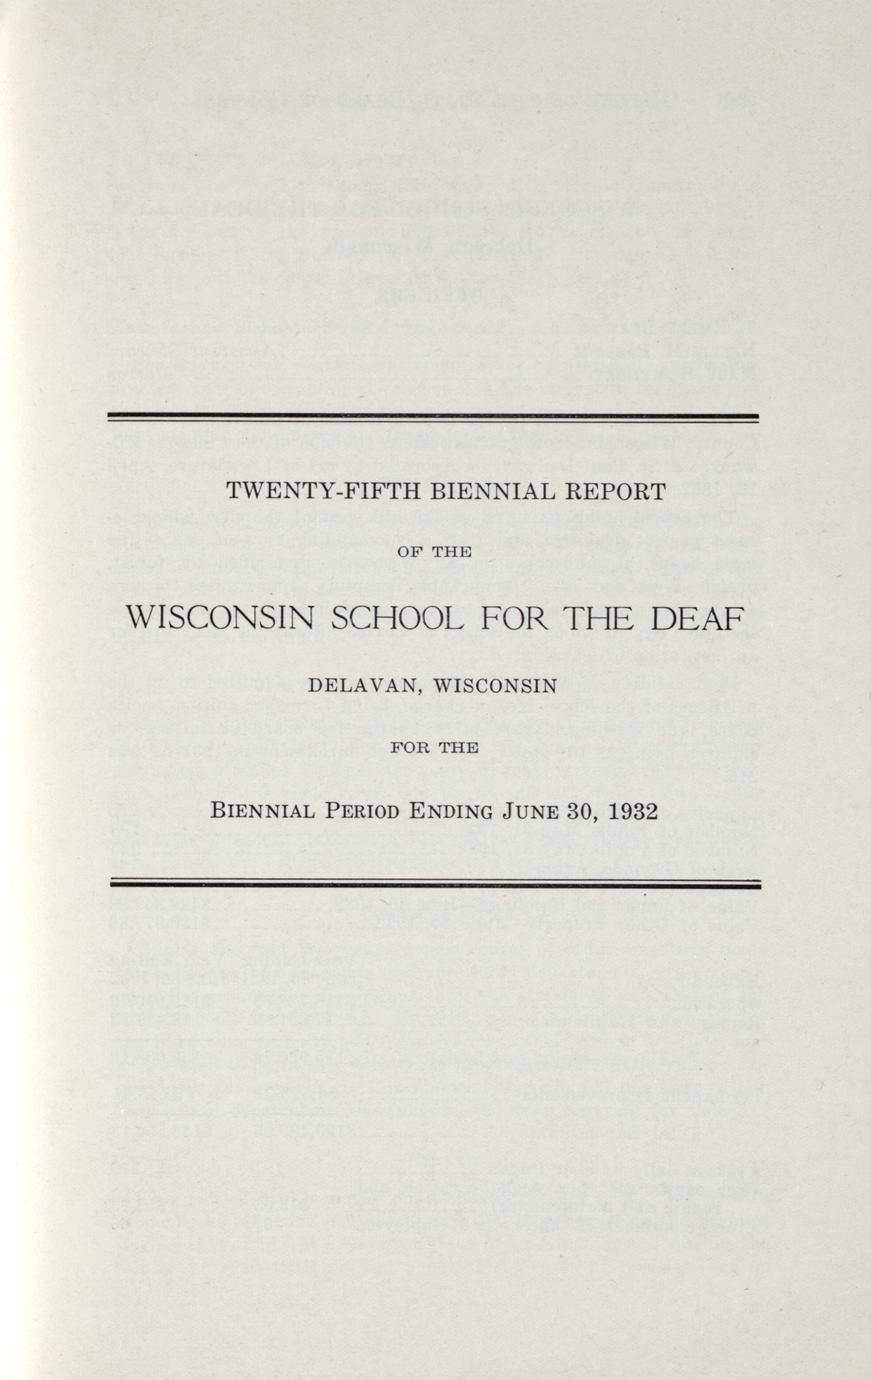 TWENTY-FIFTH BIENNIAL REPORT
OF THE
WISCONSIN SCHOOL FOR THE DEAF
DELAVAN, WISCONSIN
FOR THE
BIENNIAL PERIOD ENDING JUNE 30, 1932